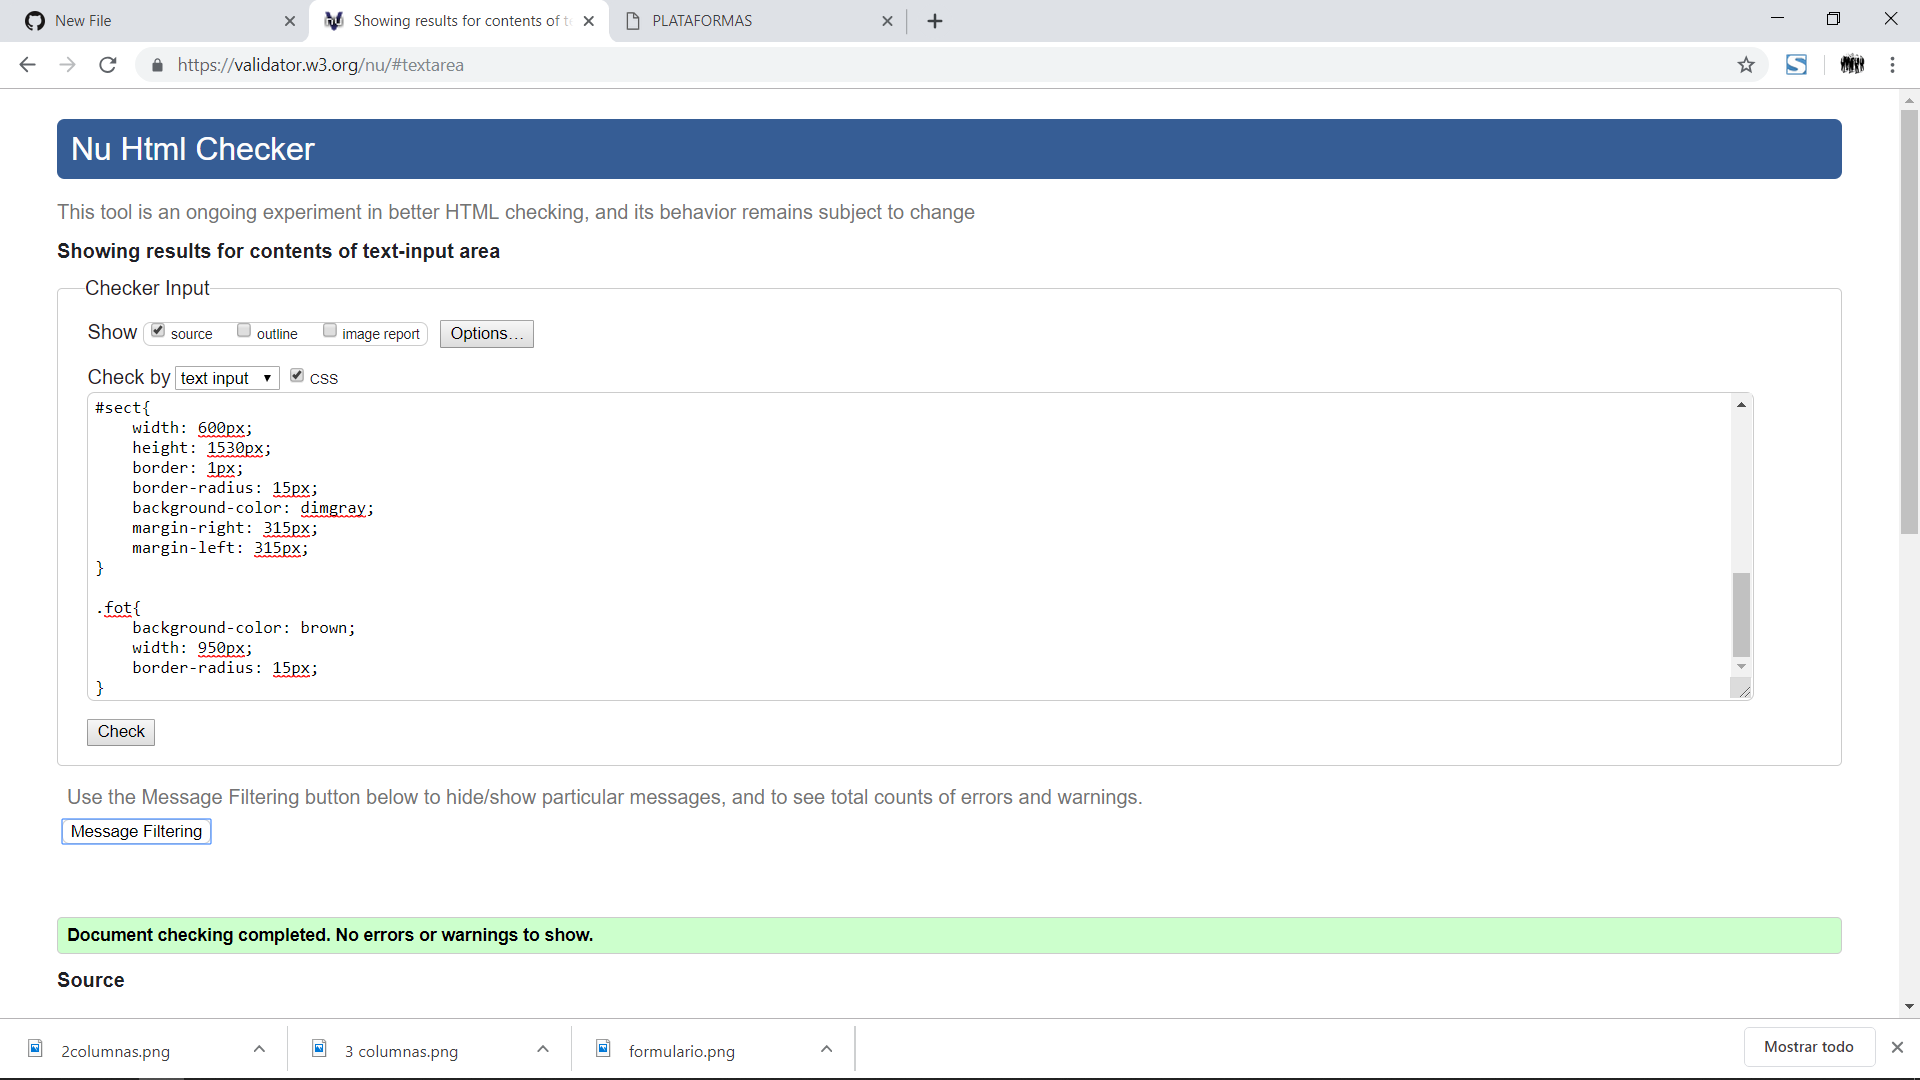 New File
Showing results for contents of t
PLATAFORMAS
https://validator.w3.org/nu/#textarea
Nu Html Checker
This tool is an ongoing experiment in better HTML checking, and its behavior remains subject to change
Showing results for contents of text-input area
Checker Input
Show source outline image report Options...
Check by text input CSS
#sect{
    width: 600px;
    height: 1530px;
    border: 1px;
    border-radius: 15px;
    background-color: dimgray;
    margin-right: 315px;
    margin-left: 315px;
}
.fot{
    background-color: brown;
    width: 950px;
    border-radius: 15px;
}
Check
Use the Message Filtering button below to hide/show particular messages, and to see total counts of errors and warnings.
Message Filtering
Document checking completed. No errors or warnings to show.
Source
2columnas.png
3 columnas.png
formulario.png
Mostrar todo